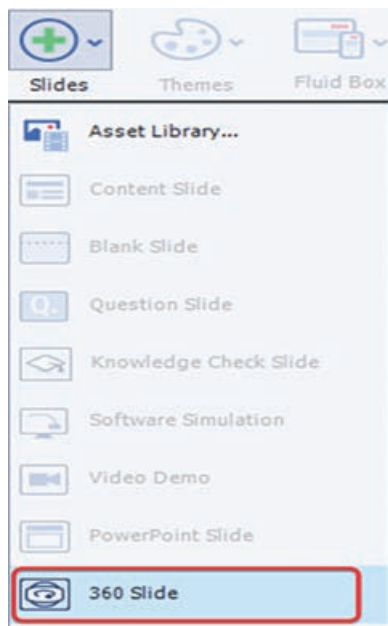 Slides Themes Fluid Box
Asset Library...
Content Slide
Blank Slide
Q. Question Slide
Knowledge Check Slide
Software Simulation
Video Demo
PowerPoint Slide
360 Slide